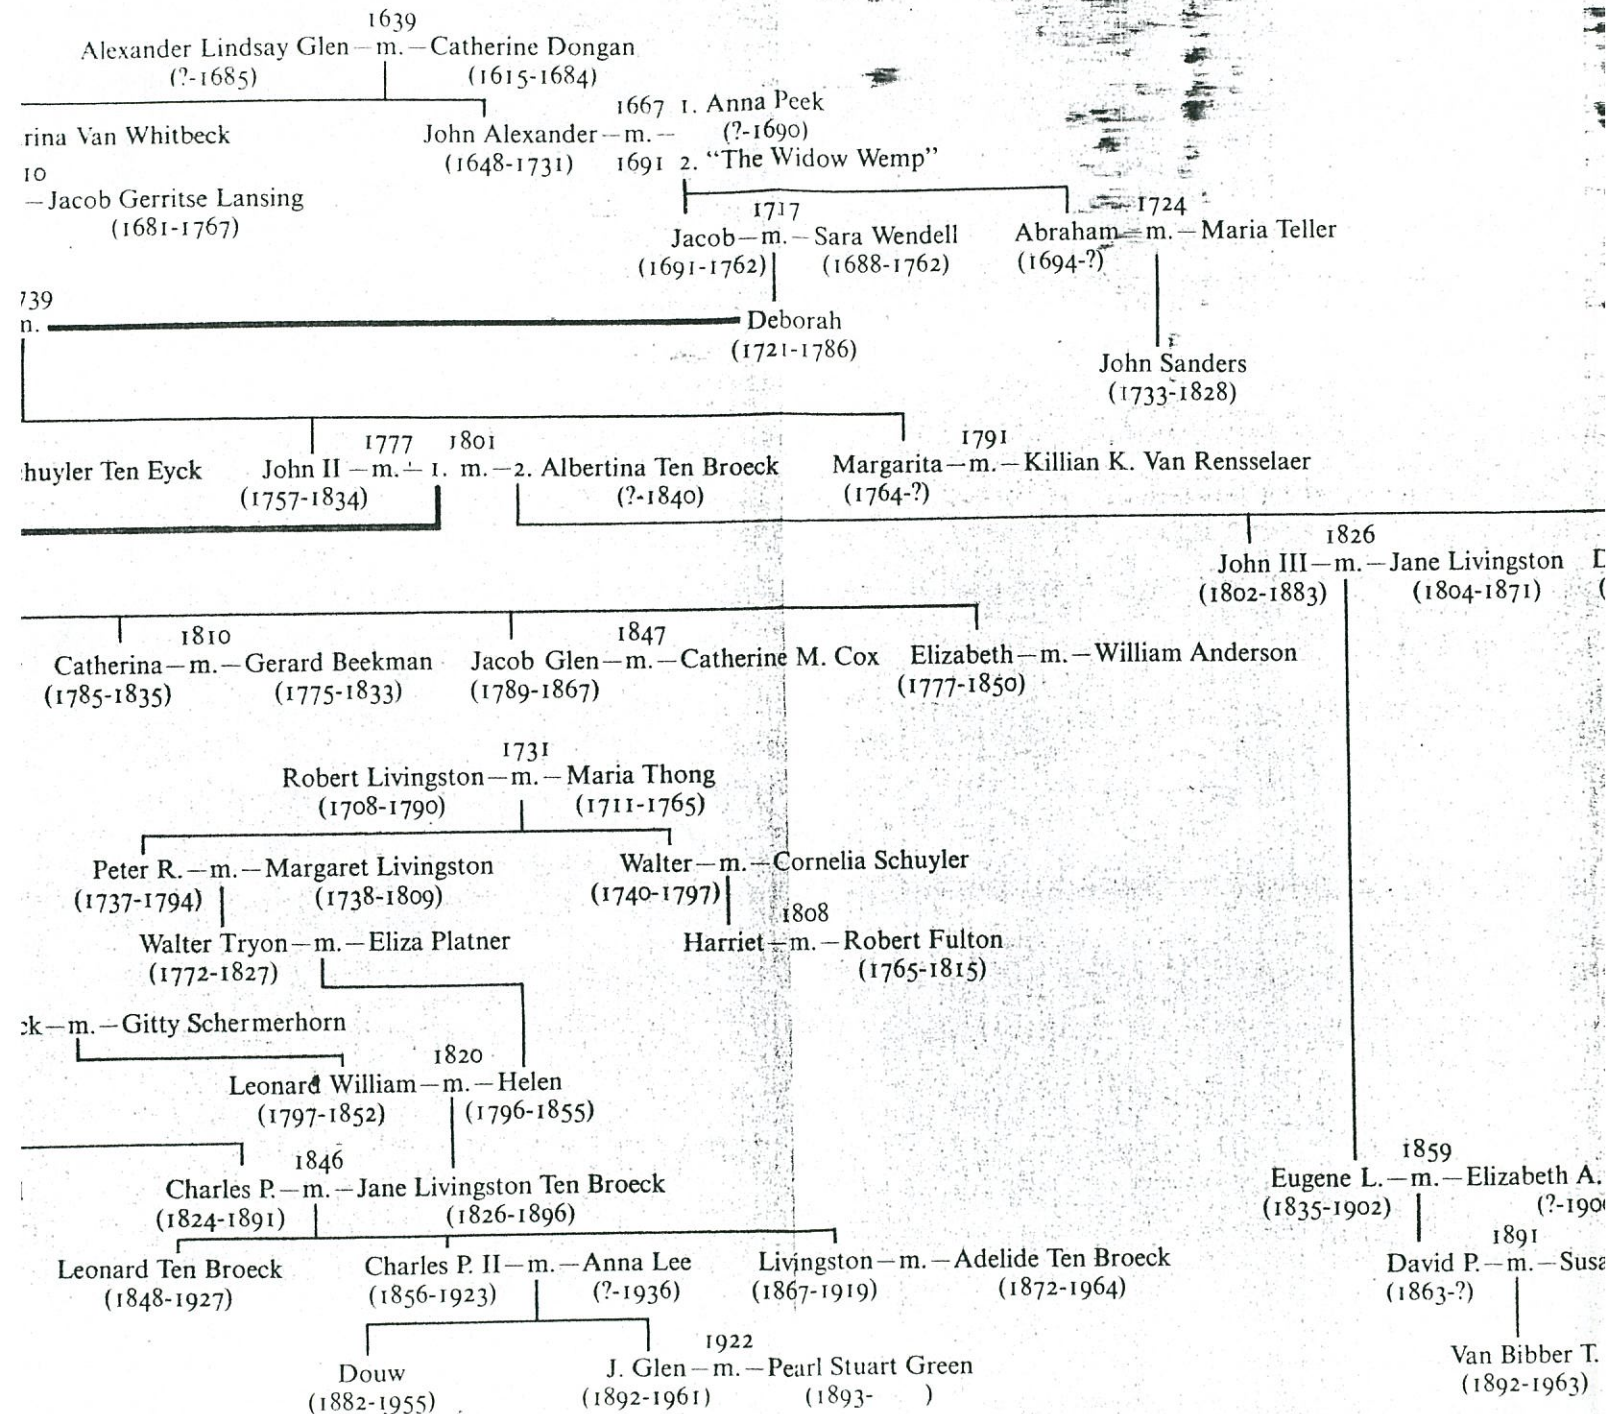 1639
Alexander Lindsay Glen – m. – Catherine Dongan
(?-1685) (1615-1684)
1667 1. Anna Peek
rina Van Whitbeck John Alexander – m. – (?-1690)
(1648-1731) 1691 2. “The Widow Wemp”
10
– Jacob Gerritse Lansing
(1681-1767)
1717 1724
Jacob – m. – Sara Wendell Abraham – m. – Maria Teller
(1691-1762) (1688-1762) (1694-?)
739
n. Deborah
(1721-1786)
John Sanders
(1733-1828)
1777 1801 1791
huyler Ten Eyck John II – m. – 1. m. – 2. Albertina Ten Broeck Margarita – m. – Killian K. Van Rensselaer
(1757-1834) (?-1840) (1764-?)
1826
John III – m. – Jane Livingston D
(1802-1883) (1804-1871) (
1810 1847
Catherina – m. – Gerard Beekman Jacob Glen – m. – Catherine M. Cox Elizabeth – m. – William Anderson
(1785-1835) (1775-1833) (1789-1867) (1777-1850)
1731
Robert Livingston – m. – Maria Thong
(1708-1790) (1711-1765)
Peter R. – m. – Margaret Livingston Walter – m. – Cornelia Schuyler
(1737-1794) (1738-1809) (1740-1797)
1808
Walter Tryon – m. – Eliza Platner Harriet – m. – Robert Fulton
(1772-1827) (1765-1815)
ck – m. – Gitty Schermerhorn
1820
Leonard William – m. – Helen
(1797-1852) (1796-1855)
1846 1859
Charles P. – m. – Jane Livingston Ten Broeck Eugene L. – m. – Elizabeth A.
(1824-1891) (1826-1896) (1835-1902) (?-190
1891
Leonard Ten Broeck Charles P. II – m. – Anna Lee Livingston – m. – Adelide Ten Broeck David P. – m. – Susa
(1848-1927) (1856-1923) (?-1936) (1867-1919) (1872-1964) (1863-?)
1922
Douw J. Glen – m. – Pearl Stuart Green Van Bibber T.
(1882-1955) (1892-1961) (1893- ) (1892-1963)